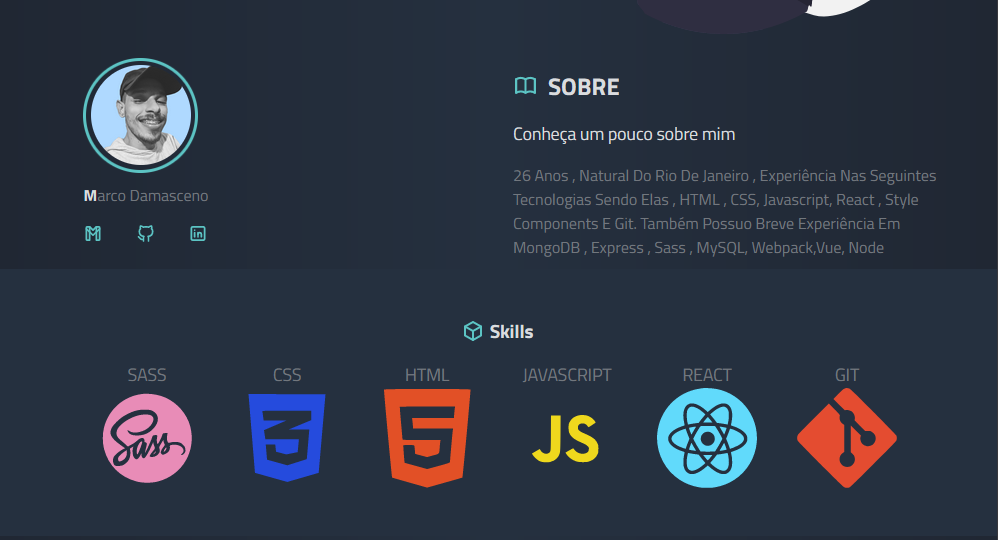 SOBRE
Conheça um pouco sobre mim
Marco Damasceno
26 Anos , Natural Do Rio De Janeiro , Experiência Nas Seguintes
Tecnologias Sendo Elas , HTML , CSS, Javascript, React , Style
Components E Git. Também Possuo Breve Experiência Em
MongoDB , Express , Sass , MySQL, Webpack,Vue, Node
Skills
SASS
CSS
HTML
JAVASCRIPT
REACT
GIT
Sass
3
5
JS